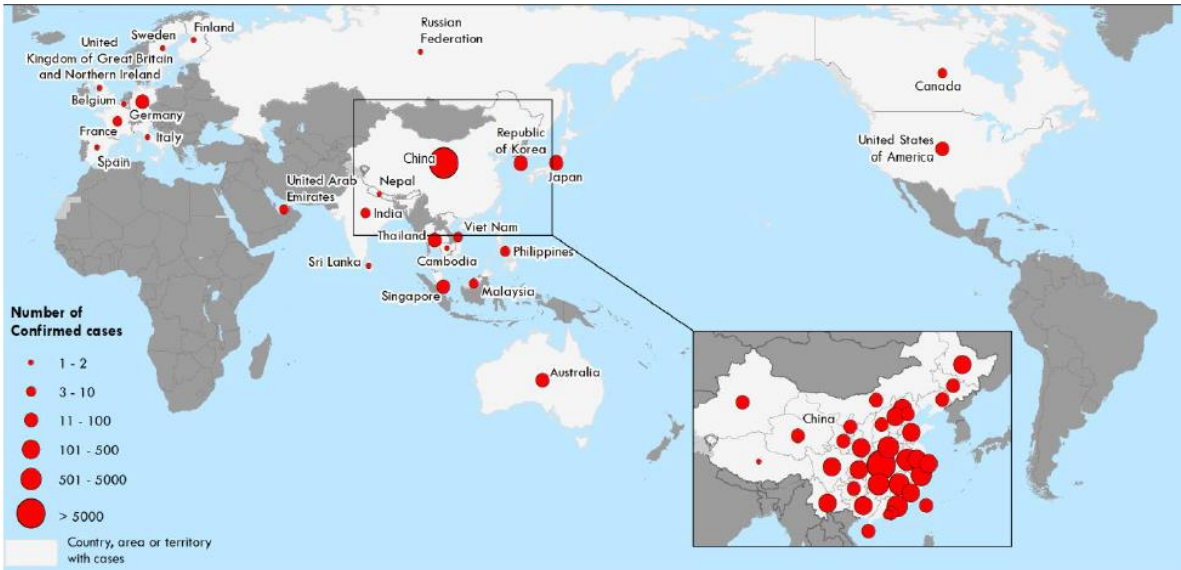 Finland
Sweden
United
Kingdom of Great Britain
and Northern Ireland
Belgium
Germany
France
Italy
Spain
Russian
Federation
Canada
United States
of America
China
Republic
of Korea
Japan
Nepal
United Arab
Emirates
India
Thailand
Viet Nam
Cambodia
Philippines
Sri Lanka
Singapore
Malaysia
Australia
China
Number of
Confirmed cases
1 - 2
3 - 10
11 - 100
101 - 500
501 - 5000
> 5000
Country, area or territory
with cases